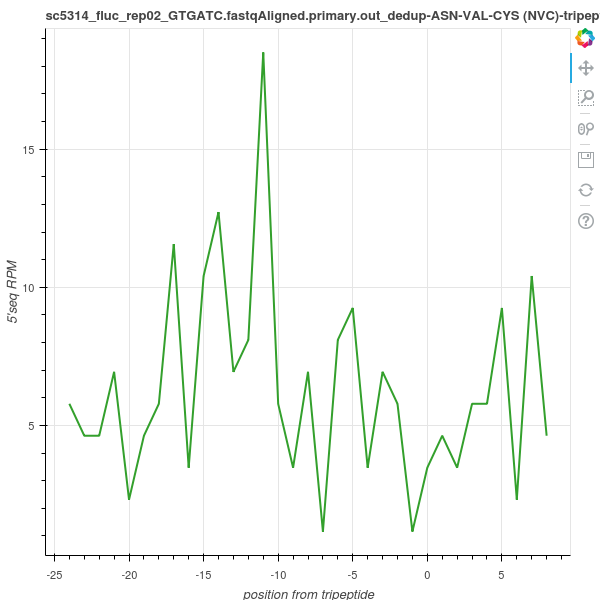 sc5314_fluc_rep02_GTGATC.fastqAligned.primary.out_dedup-ASN-VAL-CYS (NVC)-tripep
15
10
5
5'seq RPM
-25 -20 -15 -10 -5 0 5
position from tripeptide